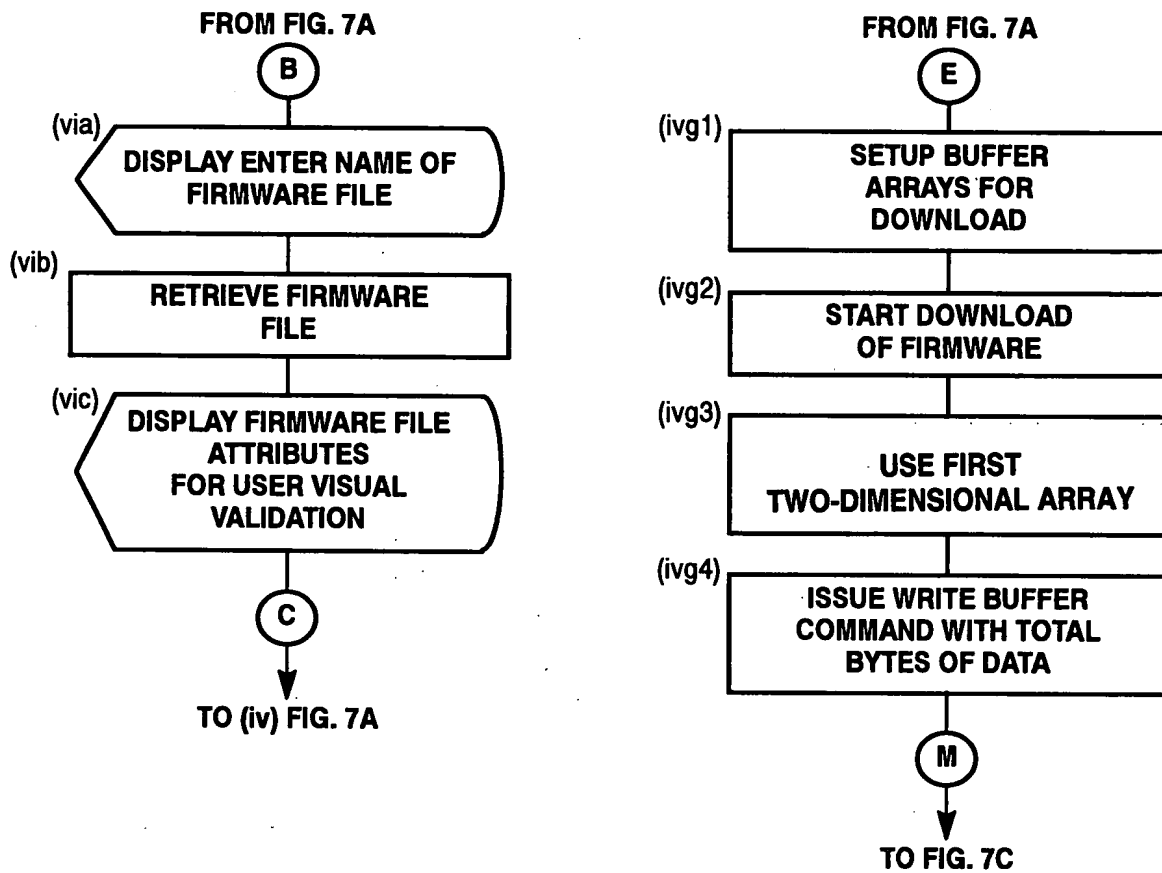 FROM FIG. 7A
B
(via)
DISPLAY ENTER NAME OF
FIRMWARE FILE
(vib)
RETRIEVE FIRMWARE
FILE
(vic)
DISPLAY FIRMWARE FILE
ATTRIBUTES
FOR USER VISUAL
VALIDATION
C
TO (iv) FIG. 7A
FROM FIG. 7A
E
(ivg1)
SETUP BUFFER
ARRAYS FOR
DOWNLOAD
(ivg2)
START DOWNLOAD
OF FIRMWARE
(ivg3)
USE FIRST
TWO-DIMENSIONAL ARRAY
(ivg4)
ISSUE WRITE BUFFER
COMMAND WITH TOTAL
BYTES OF DATA
M
TO FIG. 7C